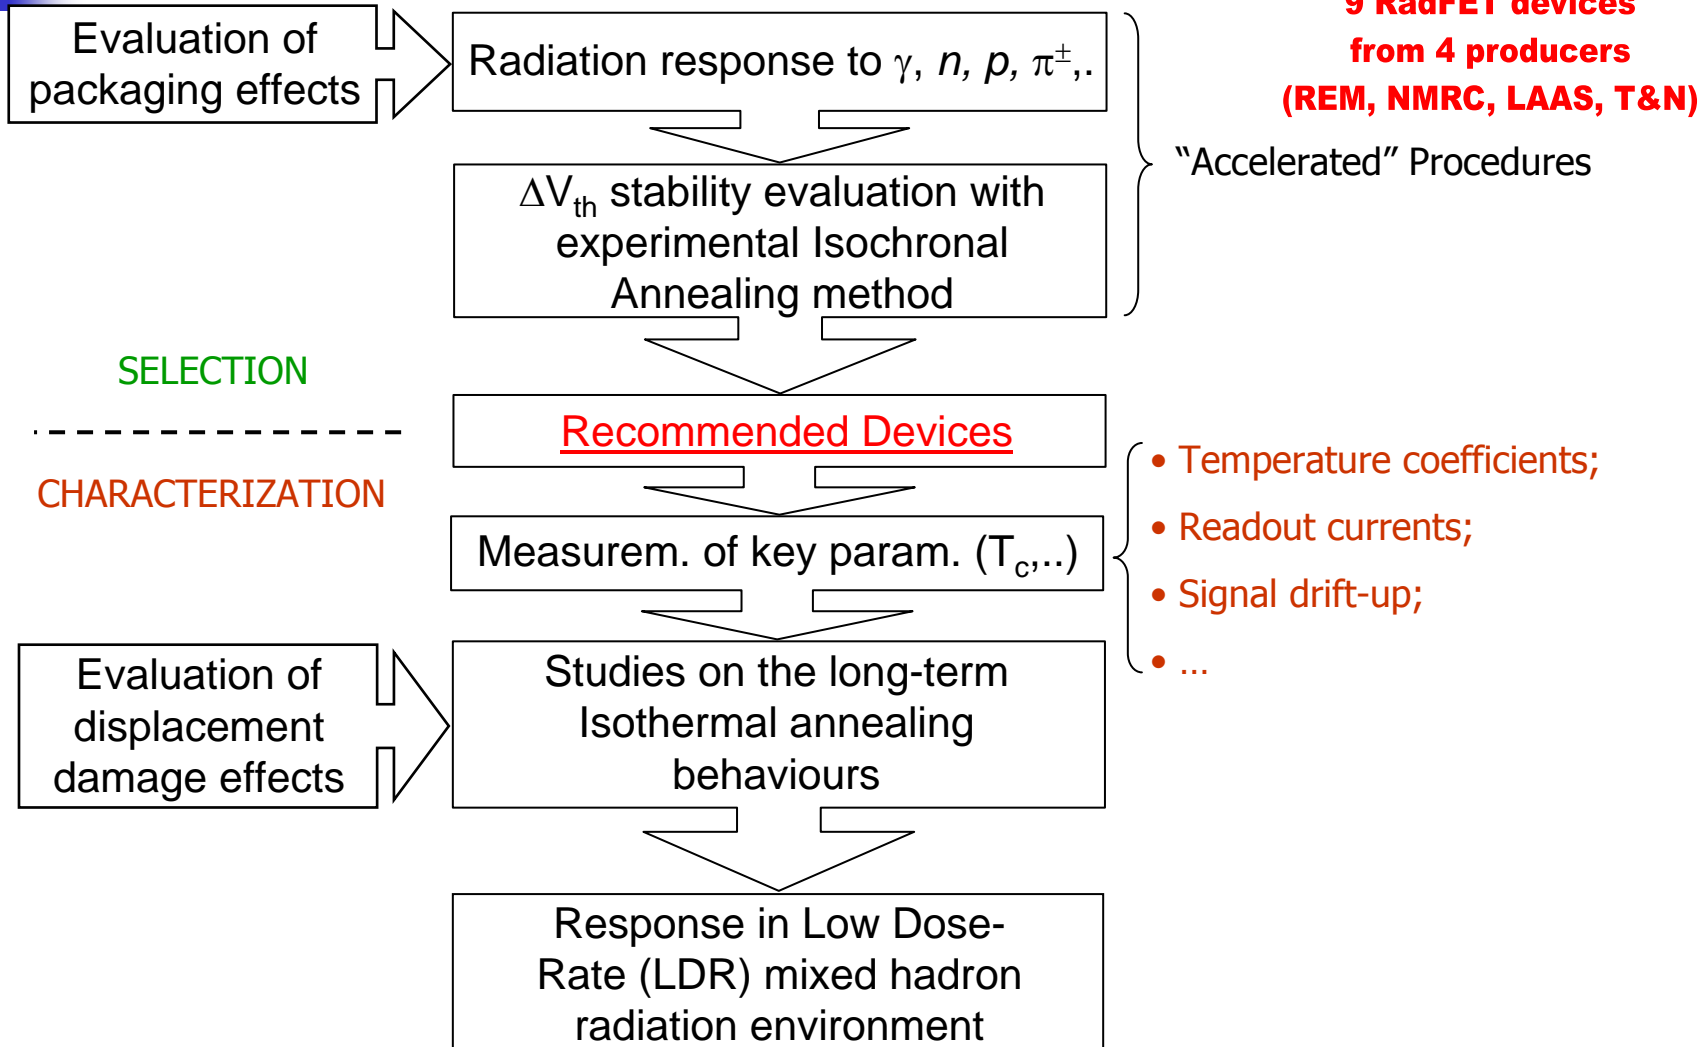 9 RadFET devices
from 4 producers
(REM, NMRC, LAAS, T&N)
Evaluation of
packaging effects
Radiation response to γ, n, p, π±,.
"Accelerated" Procedures
ΔVth stability evaluation with
experimental Isochronal
Annealing method
SELECTION
Recommended Devices
CHARACTERIZATION
Measurem. of key param. (Tc,..)
• Temperature coefficients;
• Readout currents;
• Signal drift-up;
• ...
Evaluation of
displacement
damage effects
Studies on the long-term
Isothermal annealing
behaviours
Response in Low Dose-
Rate (LDR) mixed hadron
radiation environment